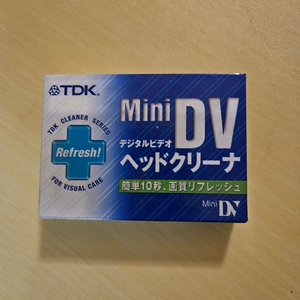 TDK
TDK CLEANER SERIES
Refresh!
FOR VISUAL CARE
Mini DV
デジタルビデオ
ヘッドクリーナ
簡単10秒、画質リフレッシュ
Mini DV